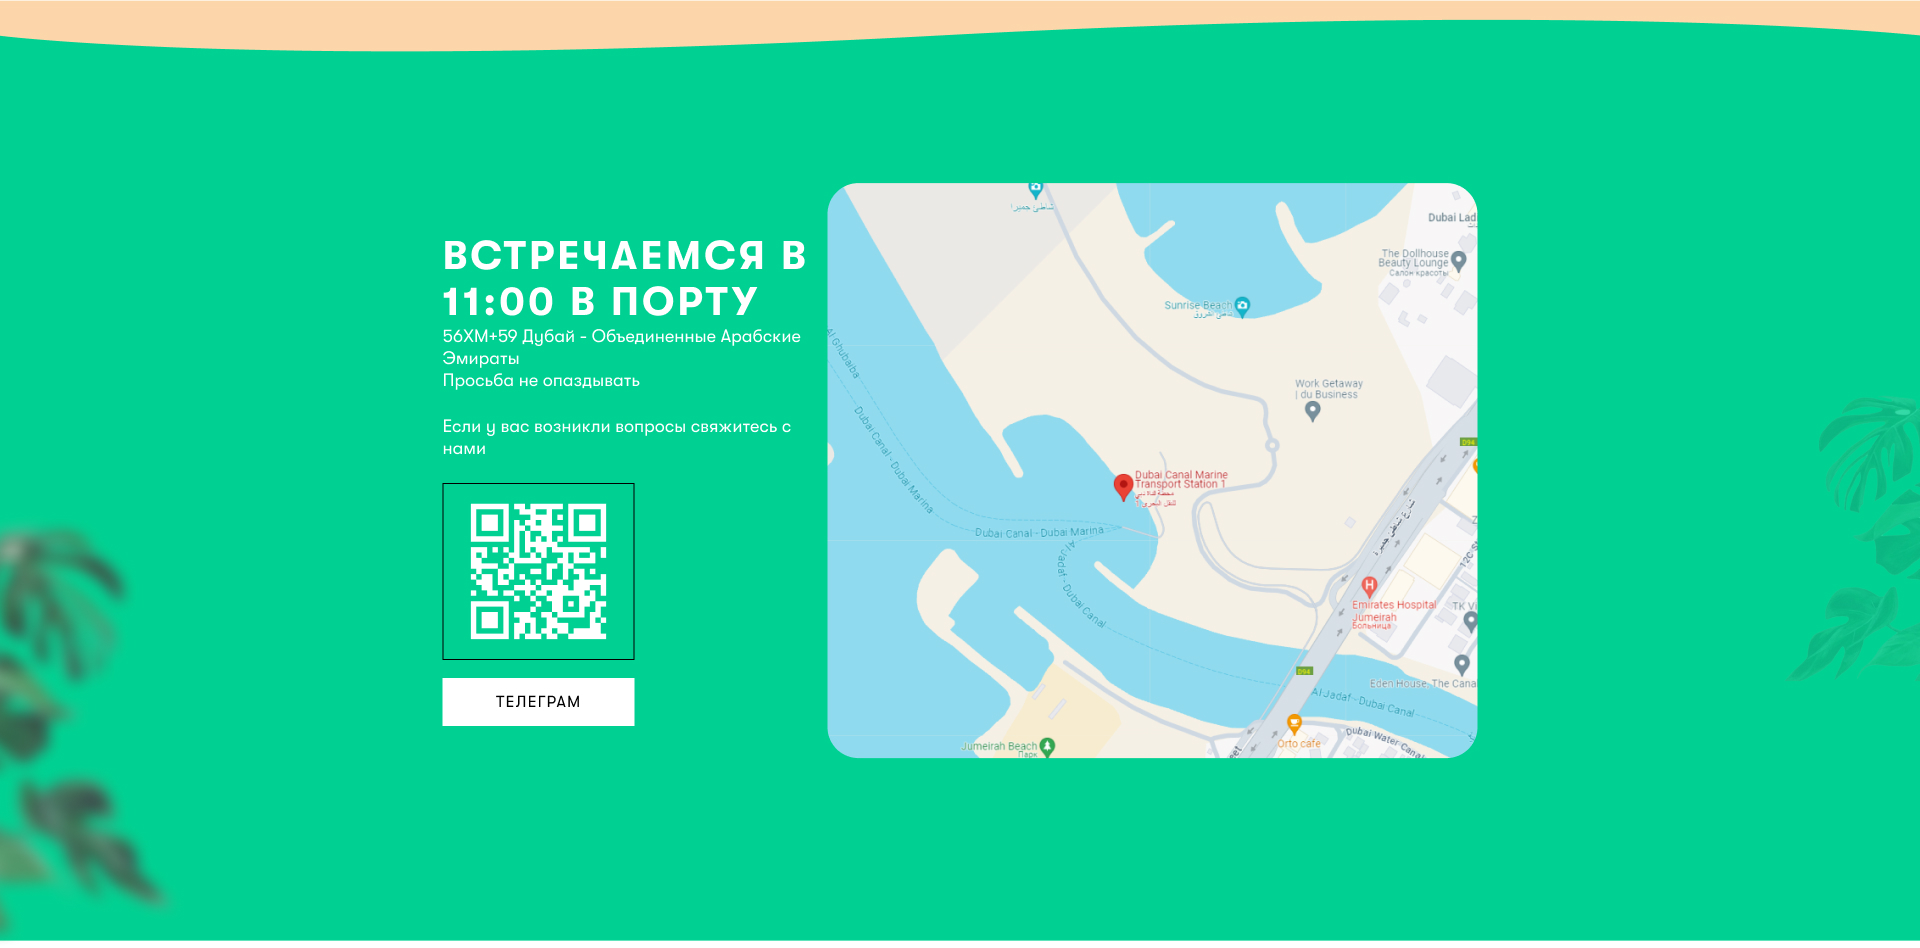 ВСТРЕЧАЕМСЯ В
11:00 В ПОРТУ
56XM+59 Дубай - Объединенные Арабские
Эмираты
Просьба не опаздывать
Если у вас возникли вопросы свяжитесь с
нами
ТЕЛЕГРАМ
شاطئ جميرا
Dubai Lad
The Dollhouse
Beauty Lounge
Салон красоты
Sunrise Beach
Al Ghubaiba
Work Getaway
| du Business
Dubai Canal - Dubai Marina
D94
Dubai Canal Marine
Transport Station 1
Dubai Canal - Dubai Marina
Al Jadaf - Dubai Canal
Emirates Hospital
Jumeirah
Больница
TK Vi
D94
Eden House, The Cana
Al Jadaf - Dubai Canal
Orto cafe
Dubai Water Canal
Jumeirah Beach
Парк